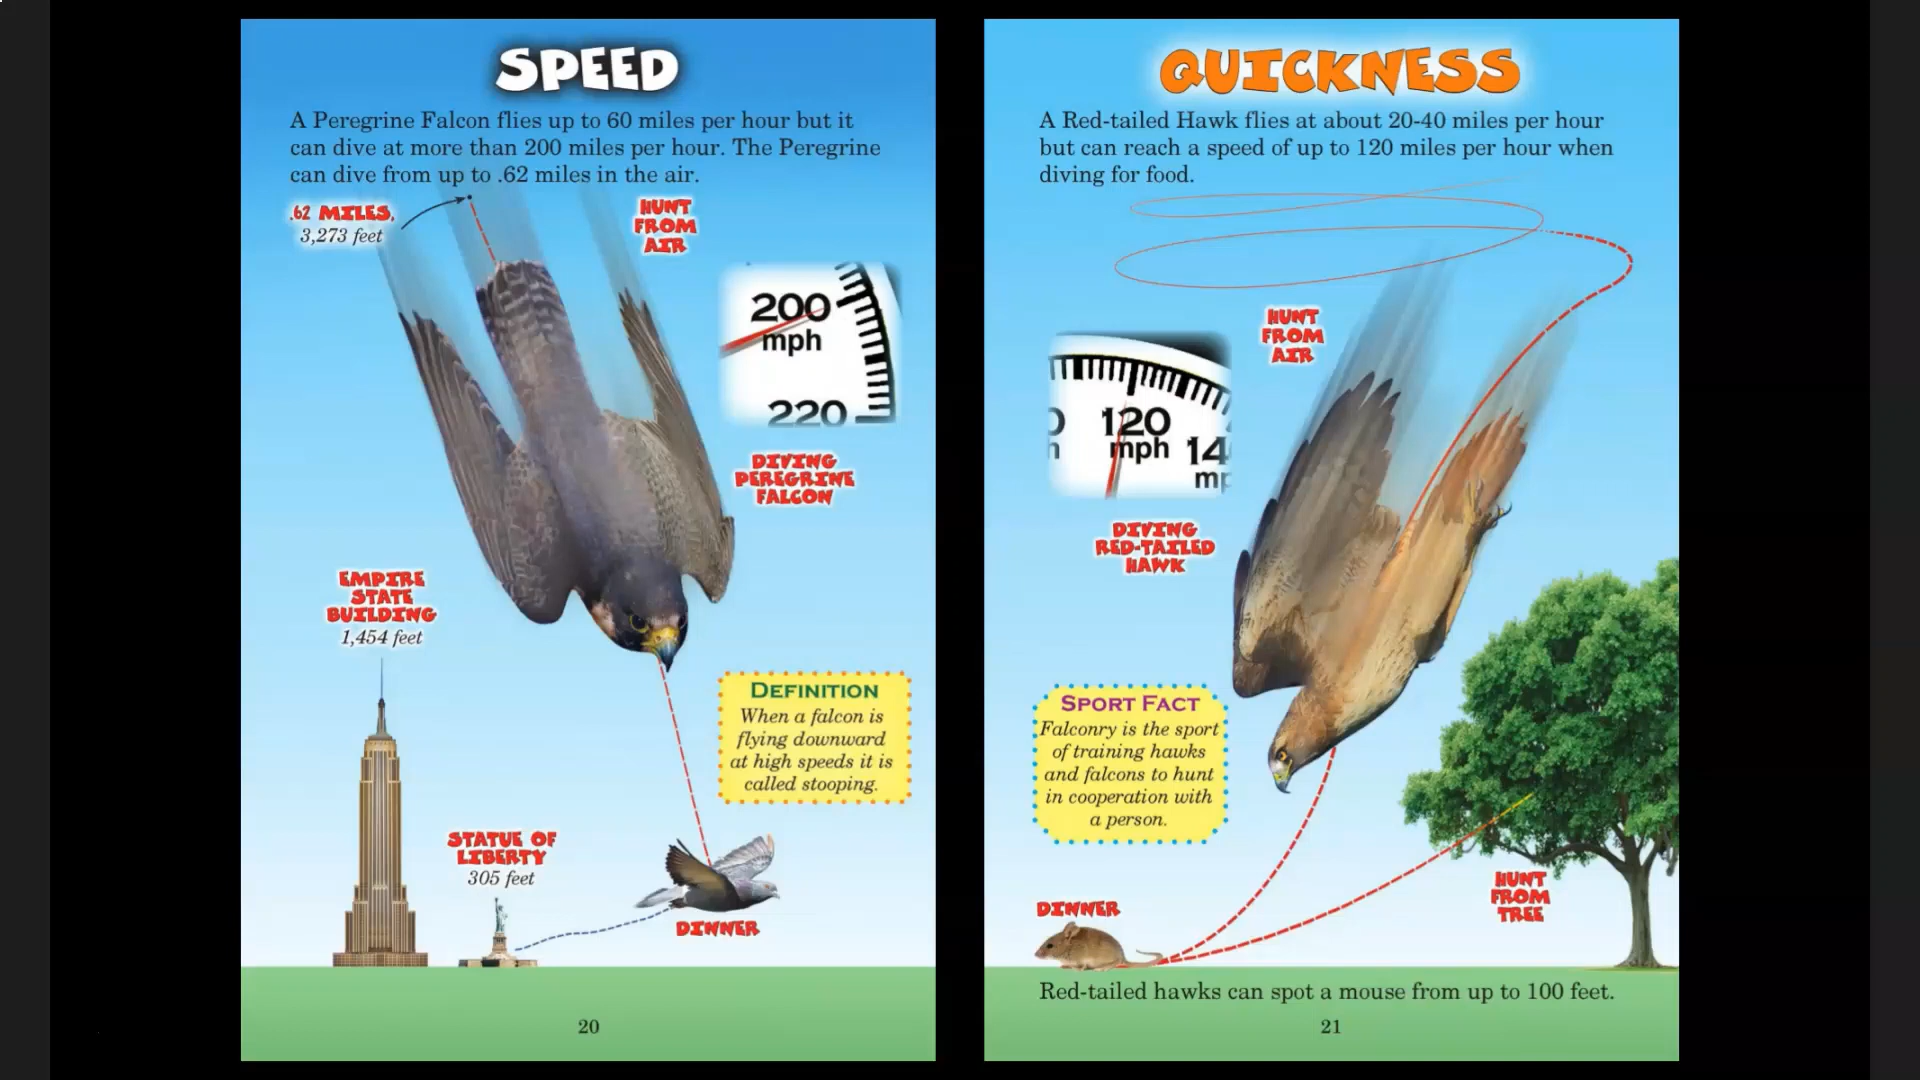 SPEED
A Peregrine Falcon flies up to 60 miles per hour but it
can dive at more than 200 miles per hour. The Peregrine
can dive from up to .62 miles in the air.
.62 MILES,
3,273 feet
HUNT
FROM
AIR
200
mph
220
DIVING
PEREGRINE
FALCON
EMPIRE
STATE
BUILDING
1,454 feet
DEFINITION
When a falcon is
flying downward
at high speeds it is
called stooping.
STATUE OF
LIBERTY
305 feet
DINNER
20
QUICKNESS
A Red-tailed Hawk flies at about 20-40 miles per hour
but can reach a speed of up to 120 miles per hour when
diving for food.
HUNT
FROM
AIR
120
mph
14
mp
DIVING
RED-TAILED
HAWK
SPORT FACT
Falconry is the sport
of training hawks
and falcons to hunt
in cooperation with
a person.
DINNER
HUNT
FROM
TREE
Red-tailed hawks can spot a mouse from up to 100 feet.
21